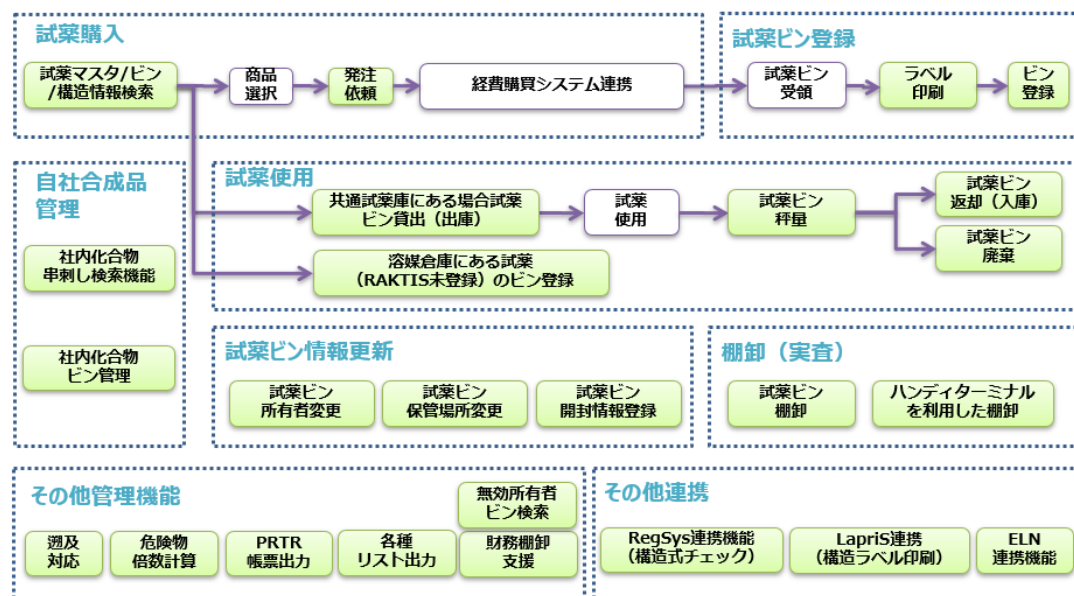 試薬購入
試薬マスタ/ビン
/構造情報検索
商品
選択
発注
依頼
経費購買システム連携
試薬ビン登録
試薬ビン
受領
ラベル
印刷
ビン
登録
自社合成品
管理
社内化合物
串刺し検索機能
社内化合物
ビン管理
試薬使用
共通試薬庫にある場合試薬
ビン貸出（出庫）
試薬
使用
試薬ビン
秤量
試薬ビン
返却（入庫）
試薬ビン
廃棄
溶媒倉庫にある試薬
（RAKTIS未登録）のビン登録
試薬ビン情報更新
試薬ビン
所有者変更
試薬ビン
保管場所変更
試薬ビン
開封情報登録
棚卸（実査）
試薬ビン
棚卸
ハンディターミナル
を利用した棚卸
その他管理機能
遡及
対応
危険物
倍数計算
PRTR
帳票出力
各種
リスト出力
無効所有者
ビン検索
財務棚卸
支援
その他連携
RegSys連携機能
（構造式チェック）
LapriS連携
（構造ラベル印刷）
ELN
連携機能